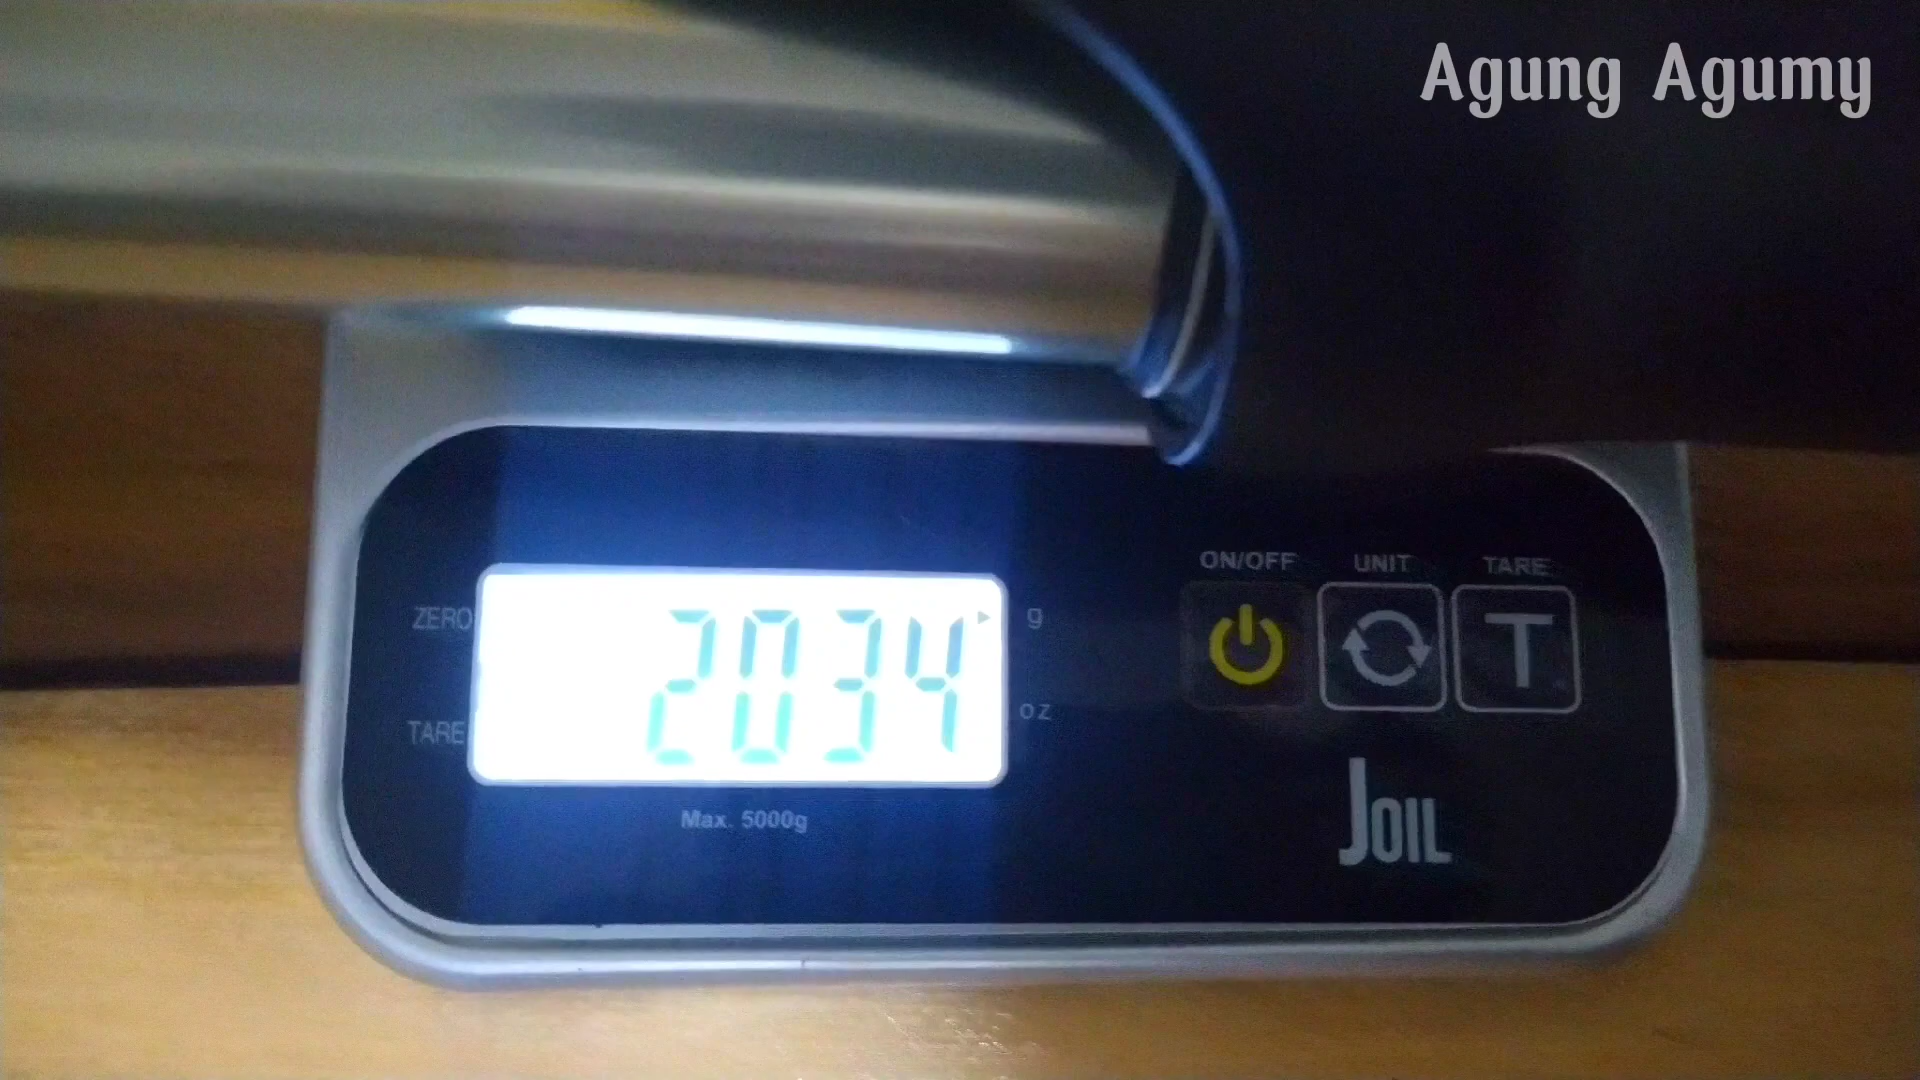 Agung Agumy
ON/OFF UNIT TARE
ZERO 2034 g
TARE oz
T
Max. 5000g
JOIL